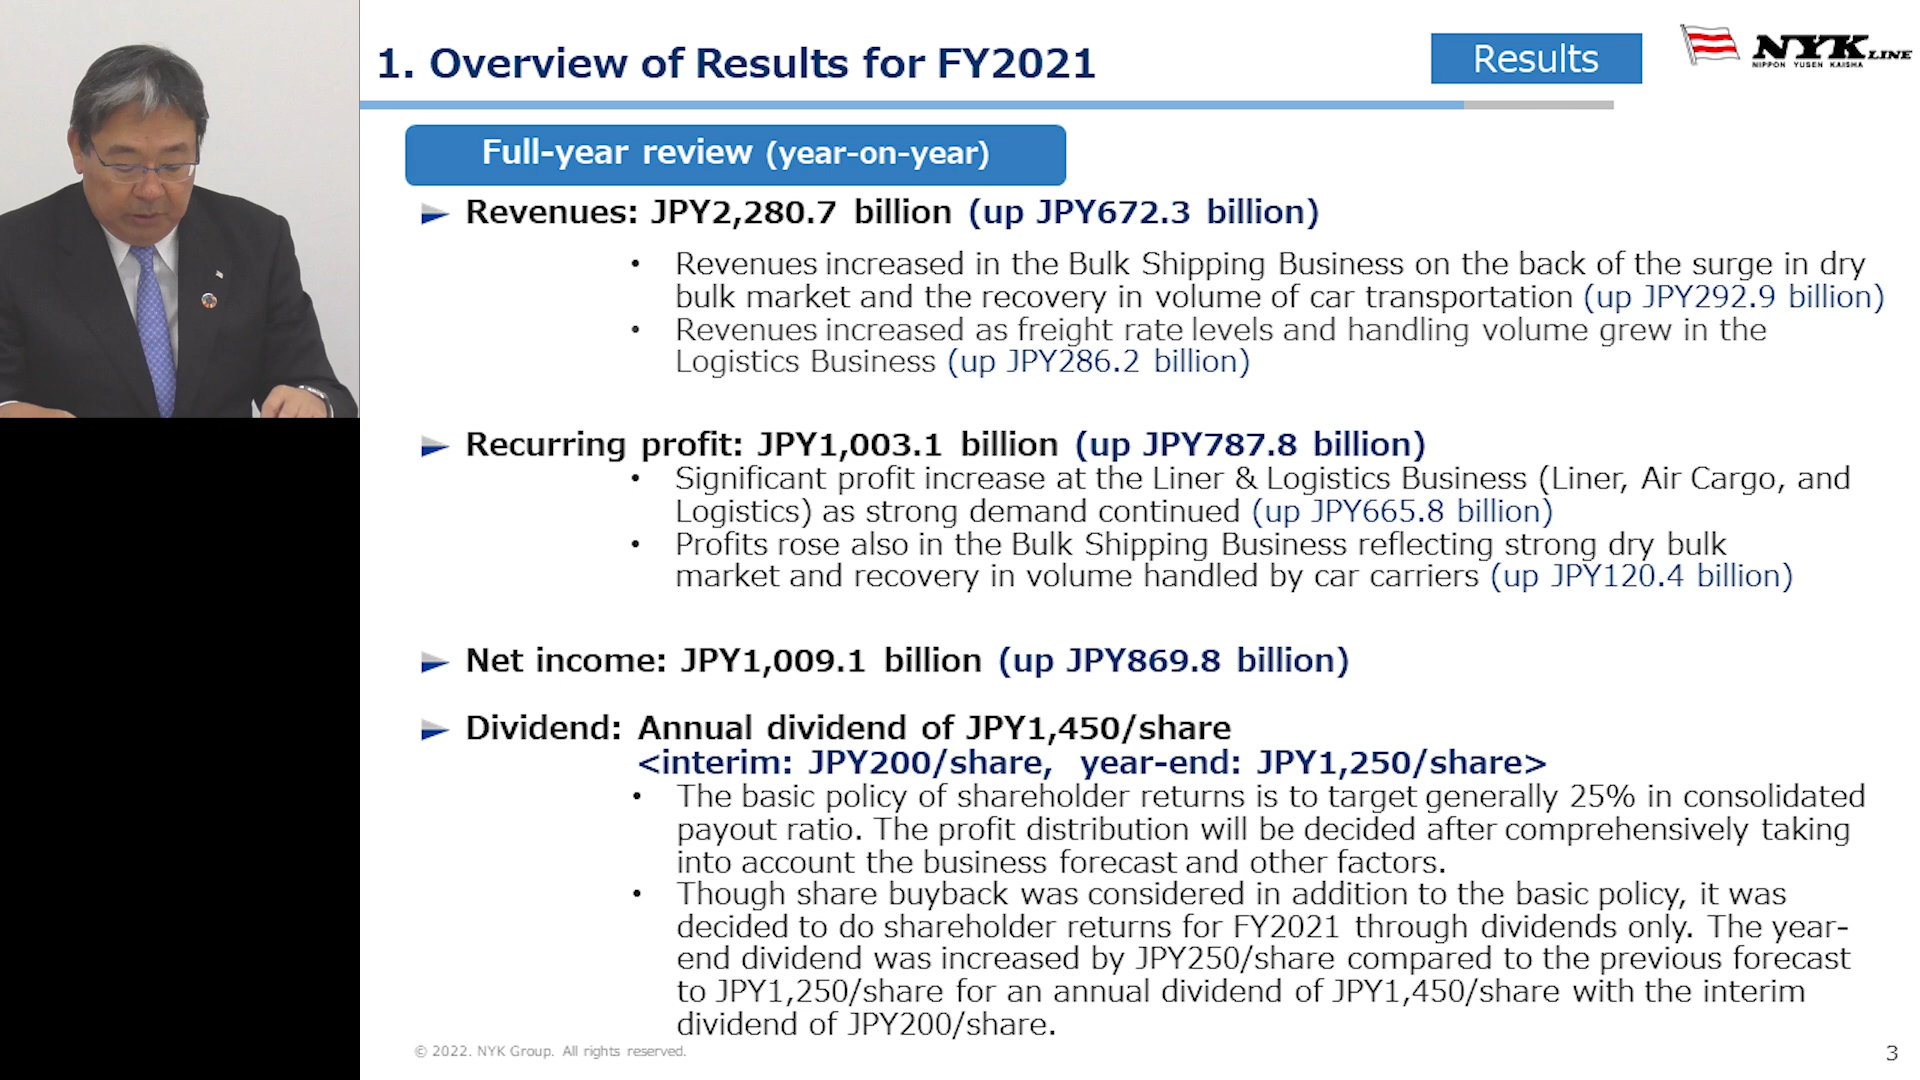 1. Overview of Results for FY2021
Results
NYK LINE
NIPPON YUSEN KAISHA
Full-year review (year-on-year)
Revenues: JPY2,280.7 billion (up JPY672.3 billion)
• Revenues increased in the Bulk Shipping Business on the back of the surge in dry
bulk market and the recovery in volume of car transportation (up JPY292.9 billion)
• Revenues increased as freight rate levels and handling volume grew in the
Logistics Business (up JPY286.2 billion)
Recurring profit: JPY1,003.1 billion (up JPY787.8 billion)
• Significant profit increase at the Liner & Logistics Business (Liner, Air Cargo, and
Logistics) as strong demand continued (up JPY665.8 billion)
• Profits rose also in the Bulk Shipping Business reflecting strong dry bulk
market and recovery in volume handled by car carriers (up JPY120.4 billion)
Net income: JPY1,009.1 billion (up JPY869.8 billion)
Dividend: Annual dividend of JPY1,450/share
<interim: JPY200/share, year-end: JPY1,250/share>
• The basic policy of shareholder returns is to target generally 25% in consolidated
payout ratio. The profit distribution will be decided after comprehensively taking
into account the business forecast and other factors.
• Though share buyback was considered in addition to the basic policy, it was
decided to do shareholder returns for FY2021 through dividends only. The year-
end dividend was increased by JPY250/share compared to the previous forecast
to JPY1,250/share for an annual dividend of JPY1,450/share with the interim
dividend of JPY200/share.
© 2022. NYK Group. All rights reserved.
3